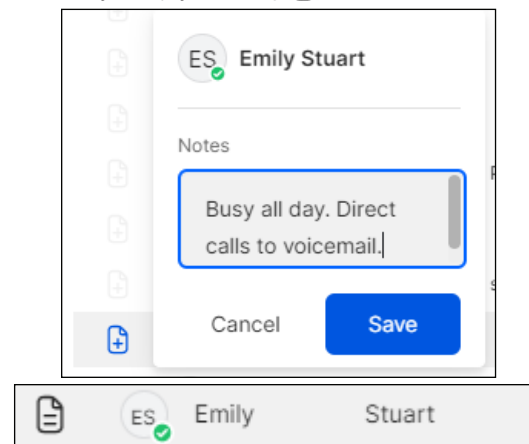 ES Emily Stuart
Notes
Busy all day. Direct
calls to voicemail.
Cancel Save
ES Emily Stuart